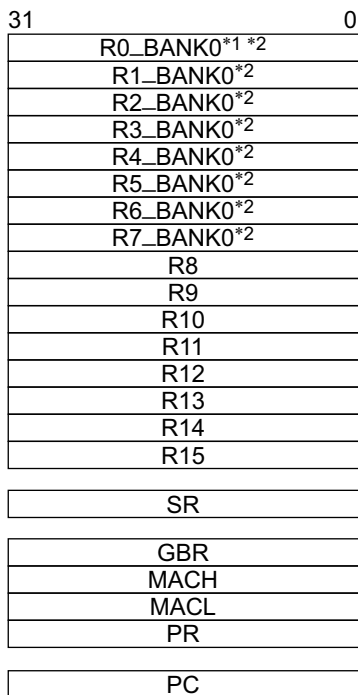 31 0
R0_BANK0*1 *2
R1_BANK0*2
R2_BANK0*2
R3_BANK0*2
R4_BANK0*2
R5_BANK0*2
R6_BANK0*2
R7_BANK0*2
R8
R9
R10
R11
R12
R13
R14
R15
SR
GBR
MACH
MACL
PR
PC